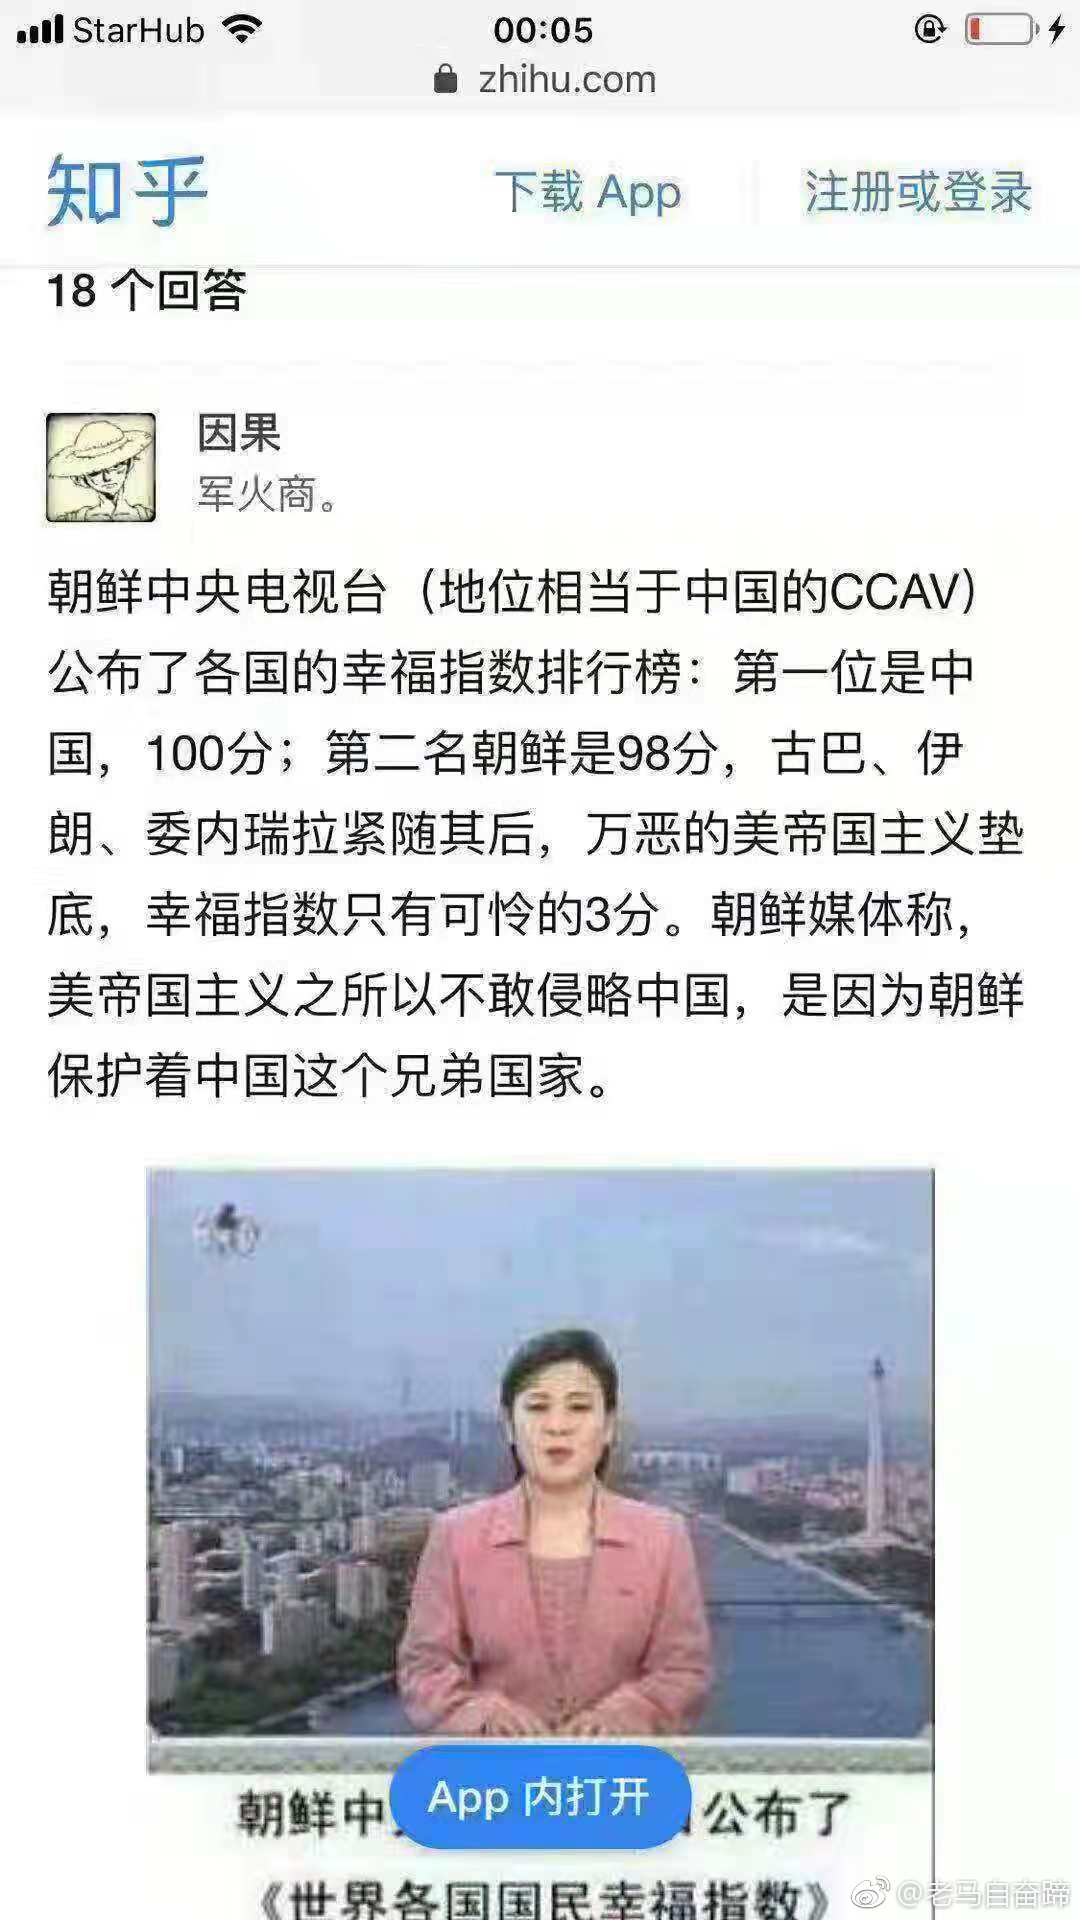 StarHub 00:05
zhihu.com
知乎 下载 App 注册或登录
18 个回答
因果
军火商。
朝鲜中央电视台（地位相当于中国的CCAV）
公布了各国的幸福指数排行榜：第一位是中
国，100分；第二名朝鲜是98分，古巴、伊
朗、委内瑞拉紧随其后，万恶的美帝国主义垫
底，幸福指数只有可怜的3分。朝鲜媒体称，
美帝国主义之所以不敢侵略中国，是因为朝鲜
保护着中国这个兄弟国家。
朝鲜中 App 内打开 公布了
《世界各国国民幸福指数》
@老马自奋蹄